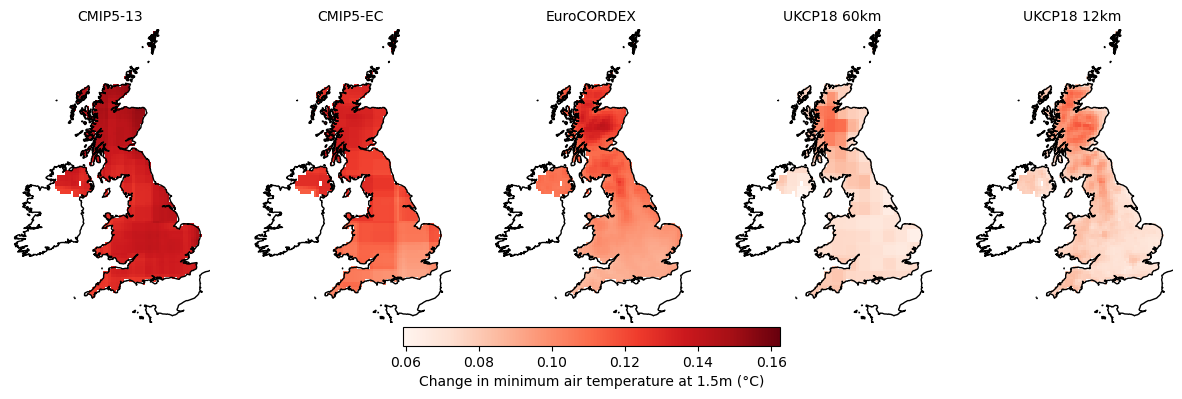 CMIP5-13
CMIP5-EC
EuroCORDEX
UKCP18 60km
UKCP18 12km
0.06
0.08
0.10
0.12
0.14
0.16
Change in minimum air temperature at 1.5m (°C)